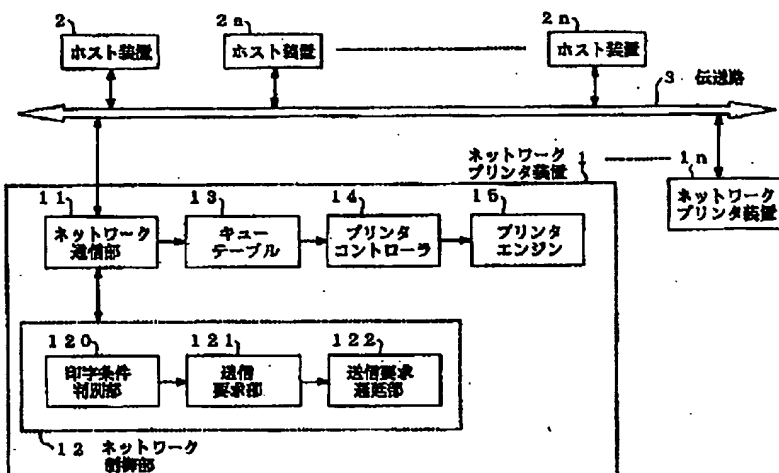 2
2a
2n
ホスト装置
ホスト装置
ホスト装置
3 伝送路
ネットワーク
プリンタ装置
1
1n
ネットワーク
プリンタ装置
11
13
14
15
ネットワーク
通信部
キュー
テーブル
プリンタ
コントローラ
プリンタ
エンジン
120
121
122
印字条件
判別部
送信
要求部
送信要求
遅延部
12 ネットワーク
制御部